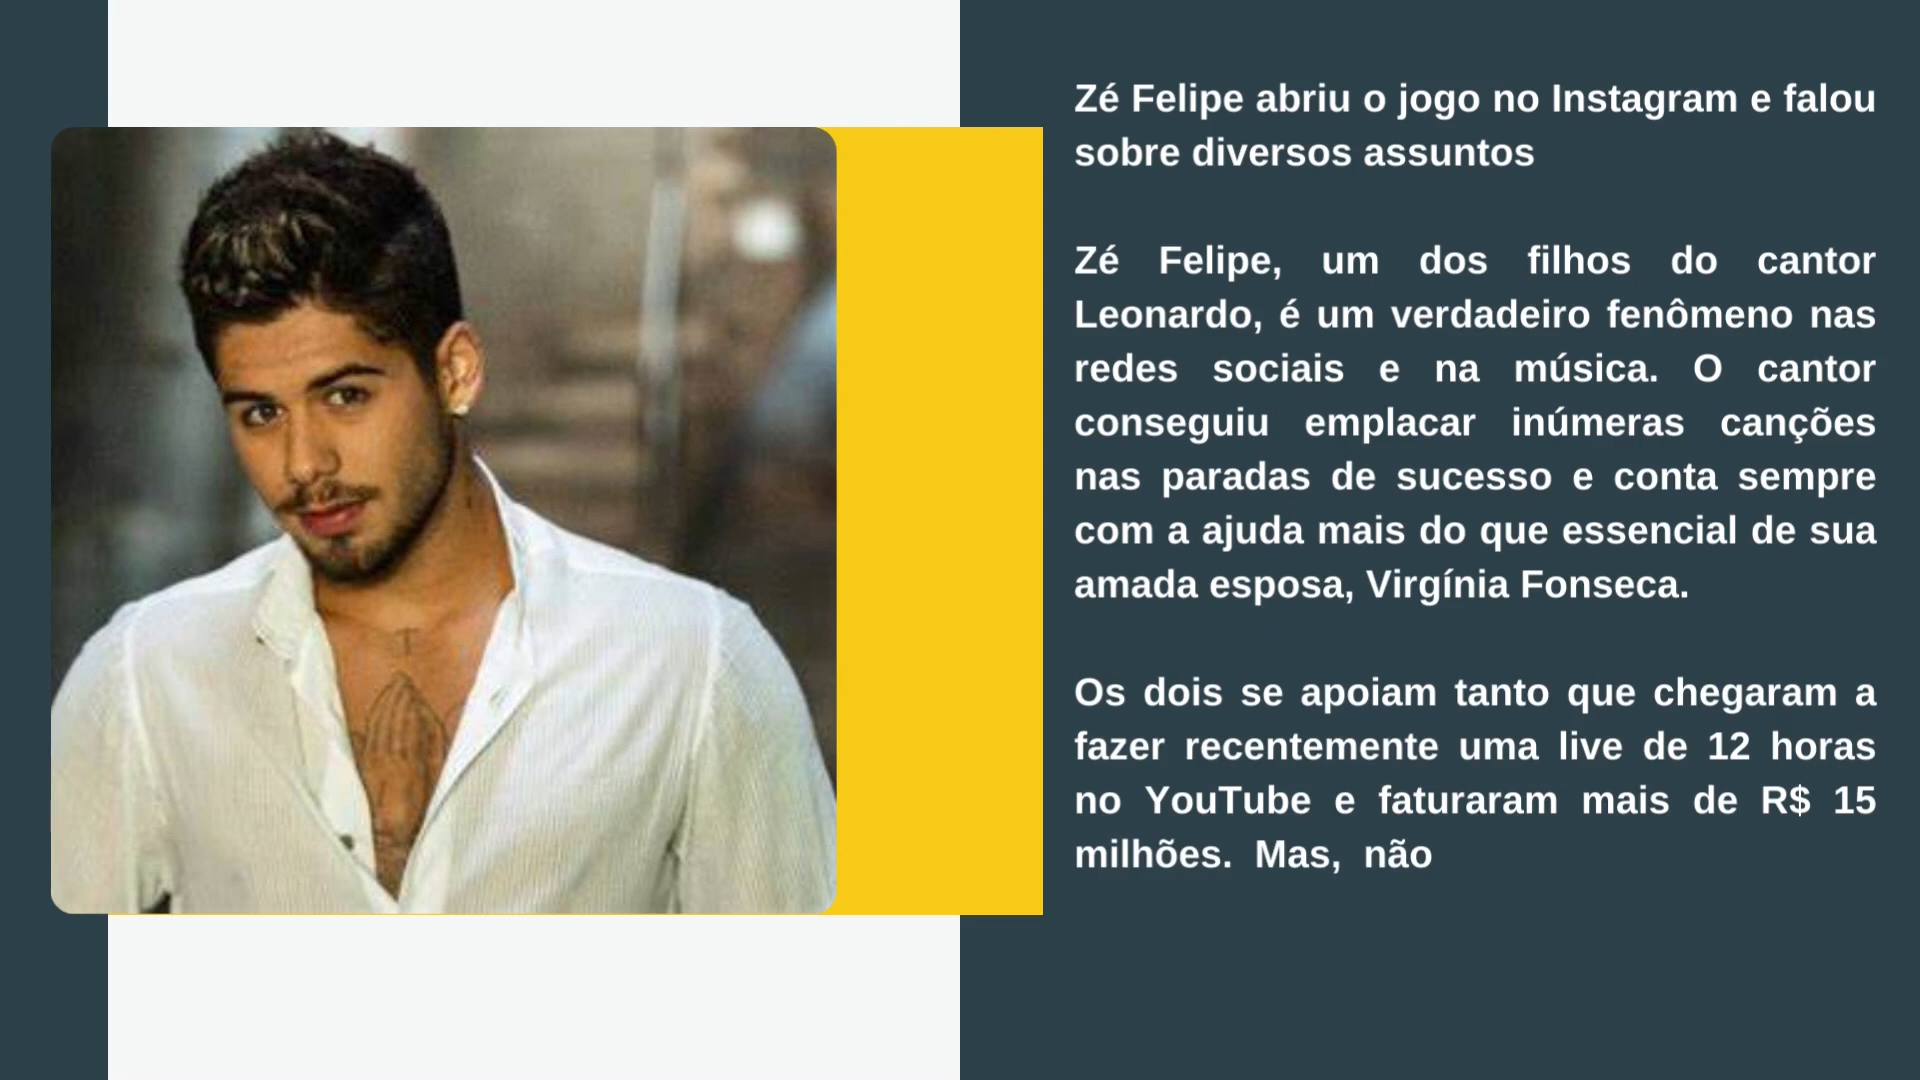 Zé Felipe abriu o jogo no Instagram e falou
sobre diversos assuntos
Zé Felipe, um dos filhos do cantor
Leonardo, é um verdadeiro fenômeno nas
redes sociais e na música. O cantor
conseguiu emplacar inúmeras canções
nas paradas de sucesso e conta sempre
com a ajuda mais do que essencial de sua
amada esposa, Virgínia Fonseca.
Os dois se apoiam tanto que chegaram a
fazer recentemente uma live de 12 horas
no YouTube e faturaram mais de R$ 15
milhões. Mas, não